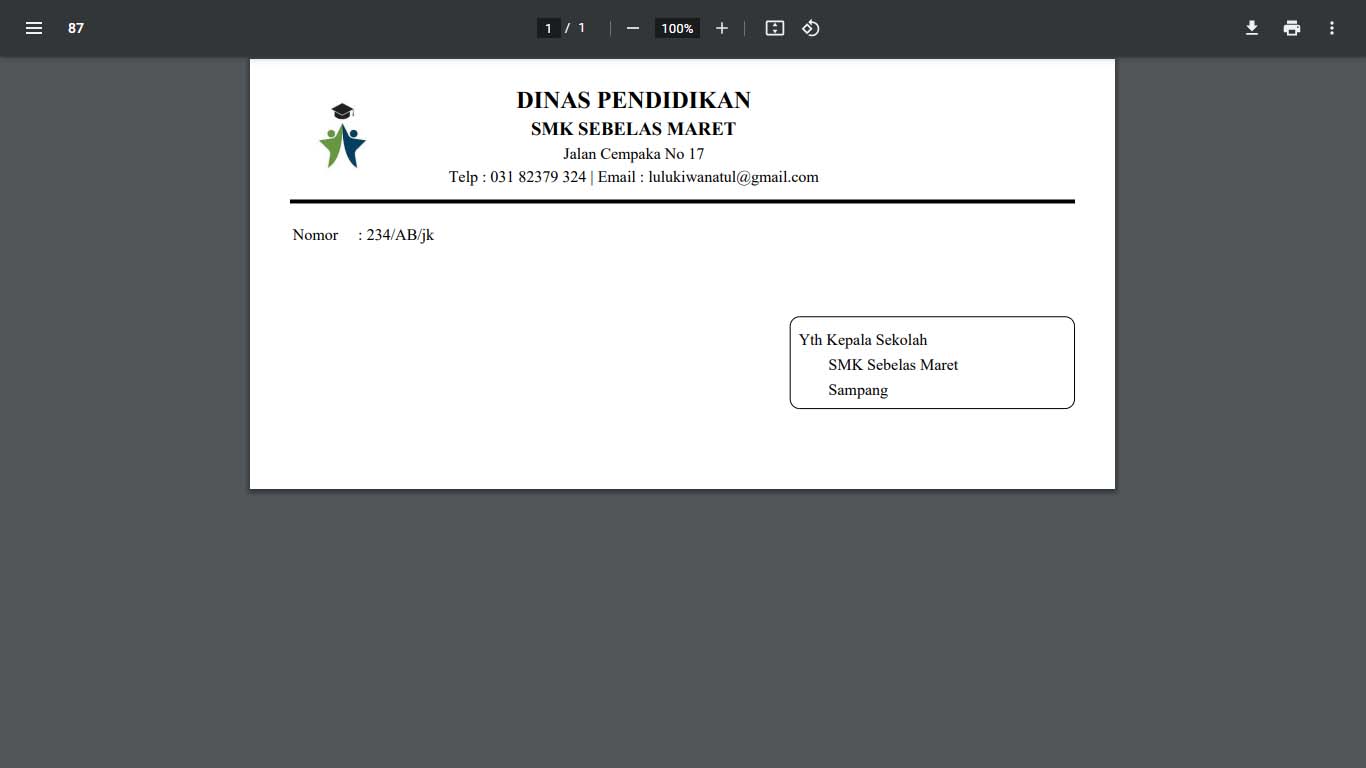 87
1 / 1
100%
DINAS PENDIDIKAN
SMK SEBELAS MARET
Jalan Cempaka No 17
Telp : 031 82379 324 | Email : lulukiwanatul@gmail.com
Nomor : 234/AB/jk
Yth Kepala Sekolah
SMK Sebelas Maret
Sampang